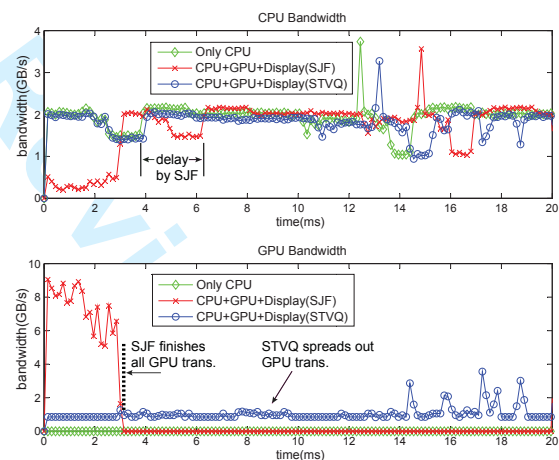 CPU Bandwidth
4
3
2
1
0
bandwidth(GB/s)
Only CPU
CPU+GPU+Display(SJF)
CPU+GPU+Display(STVQ)
delay
by SJF
0 2 4 6 8 10 12 14 16 18 20
time(ms)
GPU Bandwidth
10
8
6
4
2
0
bandwidth(GB/s)
Only CPU
CPU+GPU+Display(SJF)
CPU+GPU+Display(STVQ)
SJF finishes
all GPU trans.
STVQ spreads out
GPU trans.
0 2 4 6 8 10 12 14 16 18 20
time(ms)